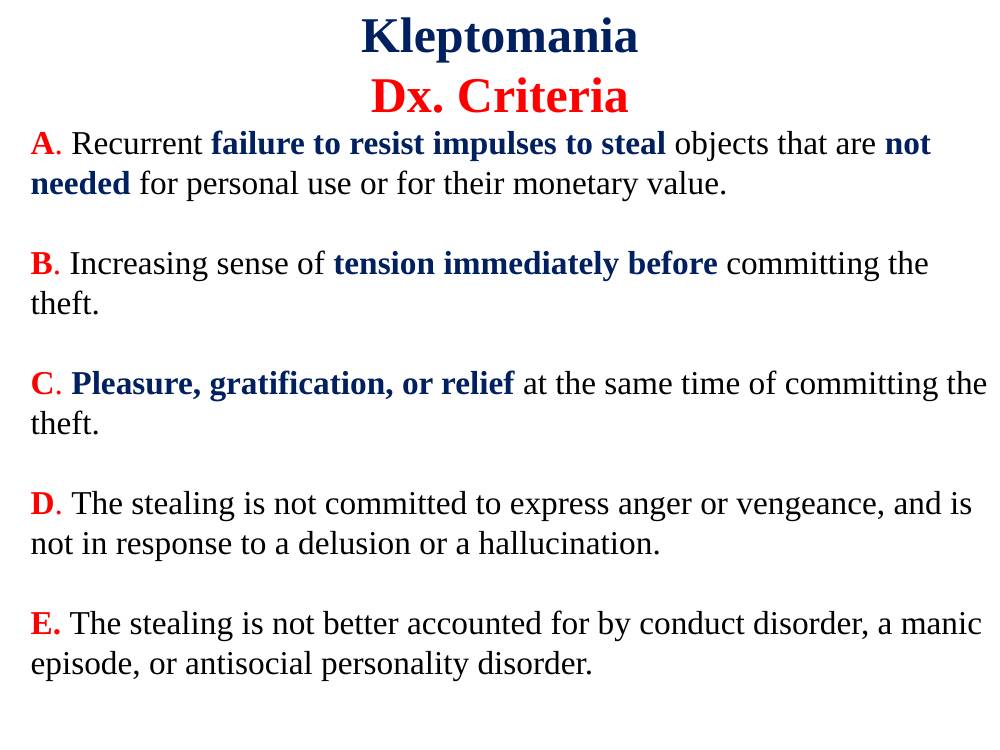 Kleptomania
Dx. Criteria
A. Recurrent failure to resist impulses to steal objects that are not
needed for personal use or for their monetary value.
B. Increasing sense of tension immediately before committing the
theft.
C. Pleasure, gratification, or relief at the same time of committing the
theft.
D. The stealing is not committed to express anger or vengeance, and is
not in response to a delusion or a hallucination.
E. The stealing is not better accounted for by conduct disorder, a manic
episode, or antisocial personality disorder.